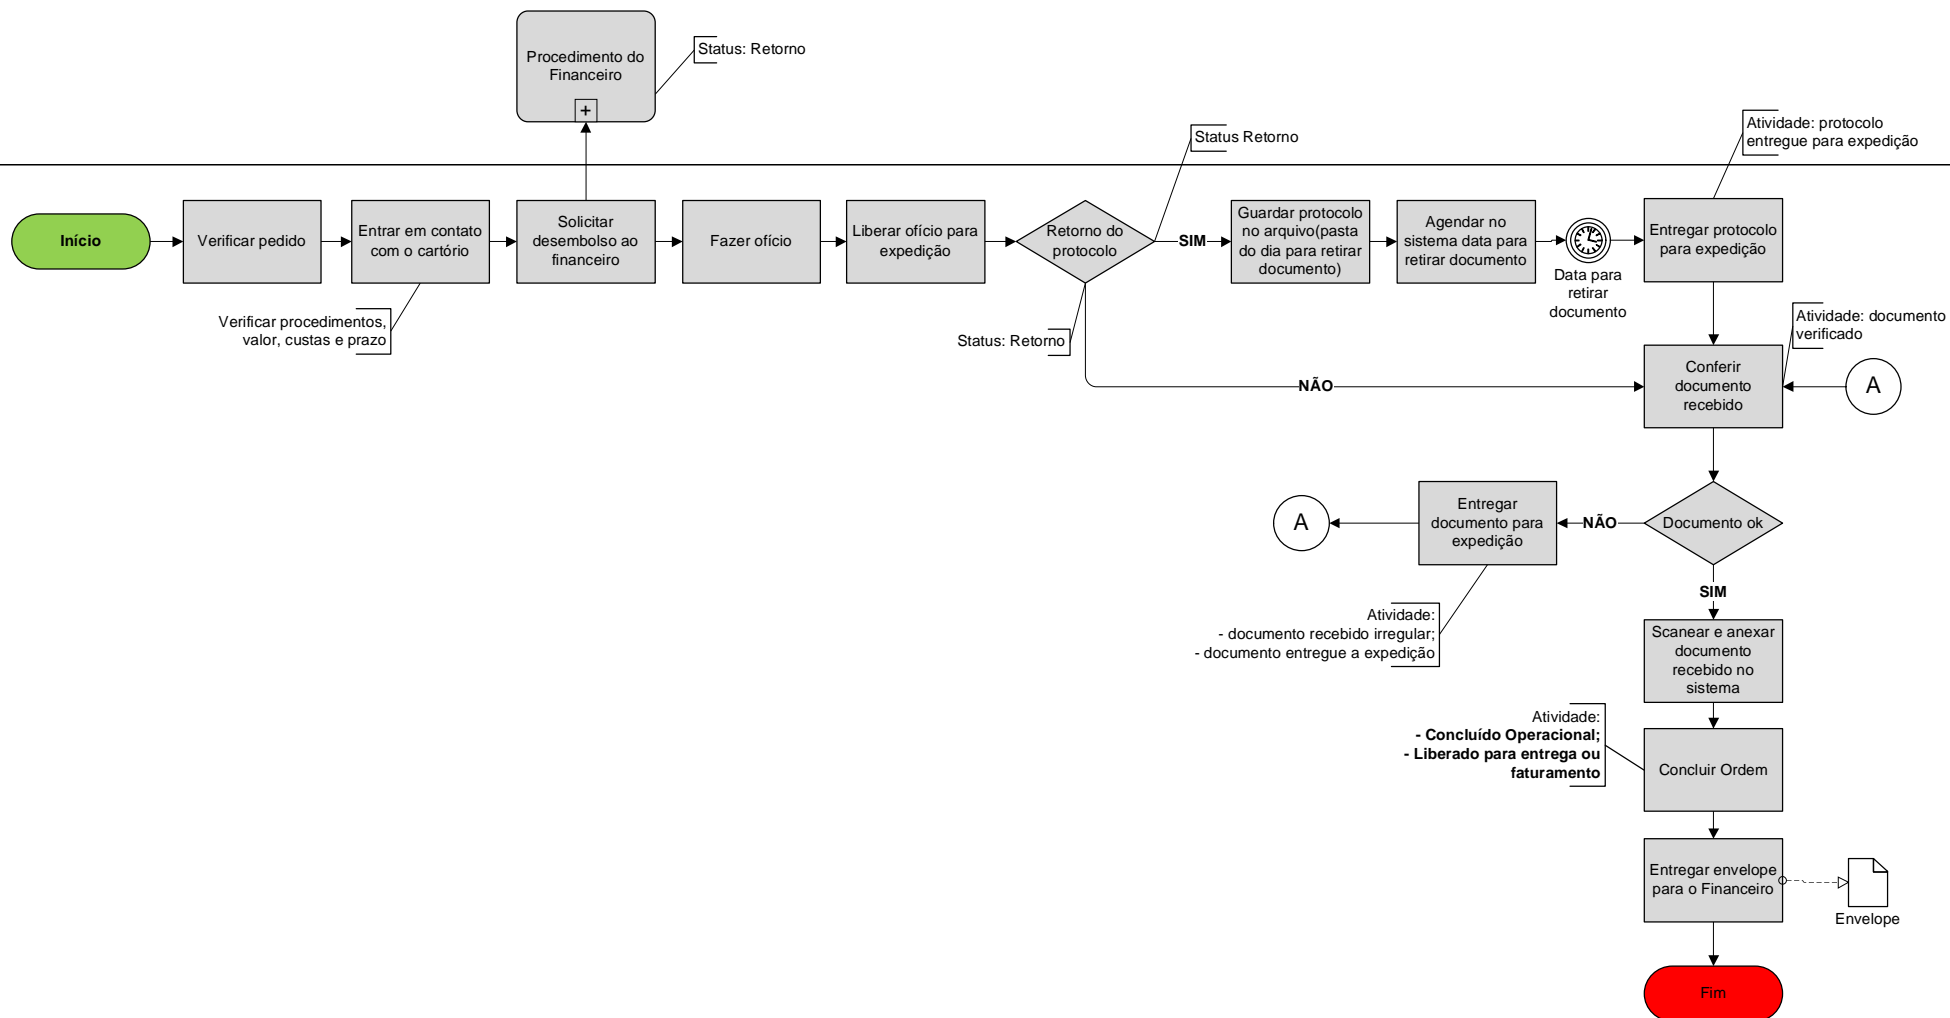 Procedimento do
Financeiro
+
Status: Retorno
Status Retorno
Atividade: protocolo
entregue para expedição
Início
Verificar pedido
Entrar em contato
com o cartório
Solicitar
desembolso ao
financeiro
Fazer ofício
Liberar ofício para
expedição
Retorno do
protocolo
SIM
Guardar protocolo
no arquivo(pasta
do dia para retirar
documento)
Agendar no
sistema data para
retirar documento
Data para
retirar
documento
Entregar protocolo
para expedição
Verificar procedimentos,
valor, custas e prazo
Status: Retorno
Atividade: documento
verificado
NÃO
Conferir
documento
recebido
A
A
Entregar
documento para
expedição
NÃO
Documento ok
SIM
Atividade:
- documento recebido irregular;
- documento entregue a expedição
Scanear e anexar
documento
recebido no
sistema
Atividade:
- Concluído Operacional;
- Liberado para entrega ou
faturamento
Concluir Ordem
Entregar envelope
para o Financeiro
Envelope
Fim